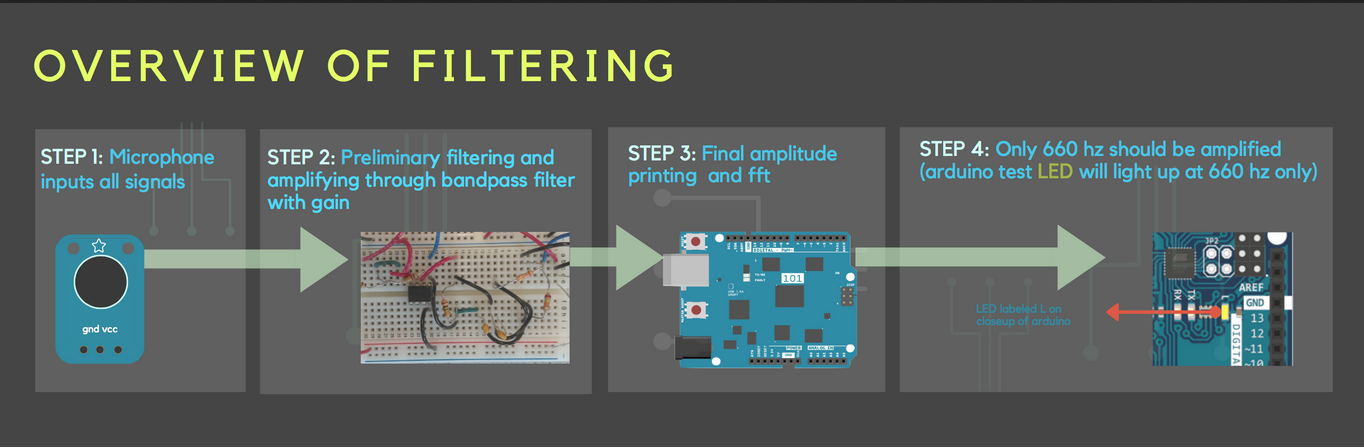 OVERVIEW OF FILTERING
STEP 1: Microphone
inputs all signals
gnd vcc
STEP 2: Preliminary filtering and
amplifying through bandpass filter
with gain
STEP 3: Final amplitude
printing and fft
101
STEP 4: Only 660 hz should be amplified
(arduino test LED will light up at 660 hz only)
LED labeled L on
closeup of arduino
JP2
AREF
GND
13
12
~11
~10
RX
TX
L
DIGITA